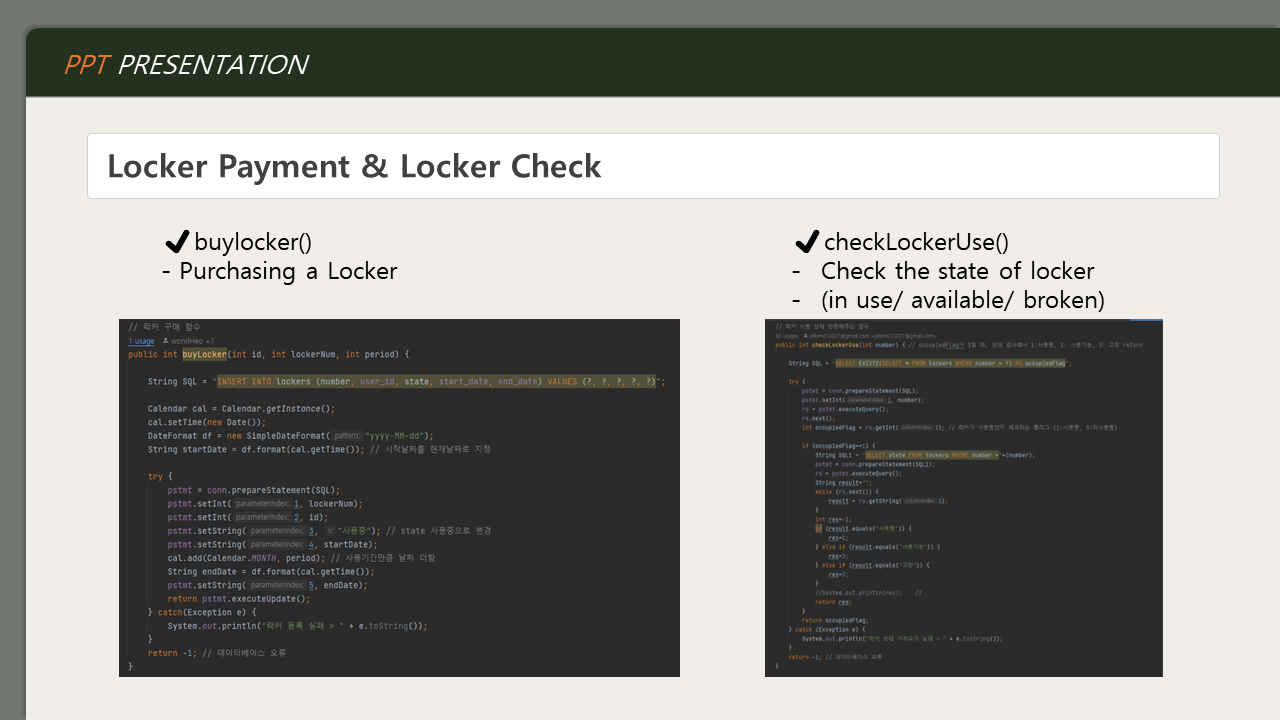 PPT PRESENTATION
Locker Payment & Locker Check
✔buylocker()
- Purchasing a Locker
// 락커 구매 함수
1 usage wonilHeo +1
public int buyLocker(int id, int lockerNum, int period) {
String SQL = "INSERT INTO lockers (number, user_id, state, start_date, end_date) VALUES (?, ?, ?, ?, ?)";
Calendar cal = Calendar.getInstance();
cal.setTime(new Date());
DateFormat df = new SimpleDateFormat( pattern: "yyyy-MM-dd");
String startDate = df.format(cal.getTime()); // 시작날짜를 현재날짜로 지정
try {
pstmt = conn.prepareStatement(SQL);
pstmt.setInt( parameterIndex: 1, lockerNum);
pstmt.setInt( parameterIndex: 2, id);
pstmt.setString( parameterIndex: 3, x: "사용중"); // state 사용중으로 변경
pstmt.setString( parameterIndex: 4, startDate);
cal.add(Calendar.MONTH, period); // 사용기간만큼 날짜 더함
String endDate = df.format(cal.getTime());
pstmt.setString( parameterIndex: 5, endDate);
return pstmt.executeUpdate();
} catch(Exception e) {
System.out.println("락커 등록 실패 > " + e.toString());
}
return -1; // 데이터베이스 오류
}
✔checkLockerUse()
- Check the state of locker
- (in use/ available/ broken)
// 락커 사용 상태 반환해주는 함수
public int checkLockerUse(int number) { // occupiedFlag가 1일 때, 상태 검사해서 1:사용중, 2: 사용가능, 3: 고장 return
String SQL = "SELECT EXISTS(SELECT * FROM lockers WHERE number = ?) AS occupiedFlag";
try {
pstmt = conn.prepareStatement(SQL);
pstmt.setInt( parameterIndex: 1, number);
rs = pstmt.executeQuery();
rs.next();
int occupiedFlag = rs.getInt( columnIndex: 1); // 락커가 사용중인지 체크하는 플래그 (1:사용중, 0:미사용중)
if (occupiedFlag==1) {
String SQL1 = "SELECT state FROM lockers WHERE number ="+(number);
pstmt = conn.prepareStatement(SQL1);
rs = pstmt.executeQuery();
String result="";
while (rs.next()) {
result = rs.getString( columnIndex: 1);
}
int res=-1;
if (result.equals("사용중")) {
res=1;
} else if (result.equals("사용가능")) {
res=2;
} else if (result.equals("고장")) {
res=3;
}
//System.out.println(res); //
return res;
}
return occupiedFlag;
} catch (Exception e) {
System.out.println("락커 상태 가져오기 실패 > " + e.toString());
}
return -1; // 데이터베이스 오류
}